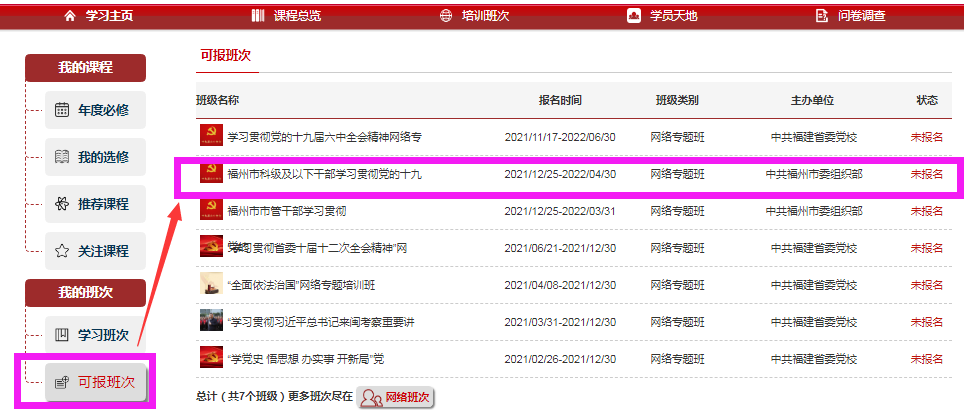 学习主页 课程总览 培训班次 学员天地 问卷调查
我的课程
年度必修
我的选修
推荐课程
关注课程
我的班次
学习班次
可报班次
可报班次
班级名称 报名时间 班级类别 主办单位 状态
学习贯彻党的十九届六中全会精神网络专 2021/11/17-2022/06/30 网络专题班 中共福建省委党校 未报名
福州市科级及以下干部学习贯彻党的十九 2021/12/25-2022/04/30 网络专题班 中共福州市委组织部 未报名
福州市市管干部学习贯彻 2021/12/25-2022/03/31 网络专题班 中共福州市委组织部 未报名
习贯彻省委十届十二次全会精神”网 2021/06/21-2021/12/30 网络专题班 中共福建省委党校 未报名
“全面依法治国”网络专题培训班 2021/04/08-2021/12/30 网络专题班 中共福建省委党校 未报名
“学习贯彻习近平总书记来闽考察重要讲 2021/03/31-2021/12/30 网络专题班 中共福建省委党校 未报名
“学党史 悟思想 办实事 开新局”党 2021/02/26-2021/12/30 网络专题班 中共福建省委党校 未报名
总计（共7个班级）更多班次尽在 网络班次